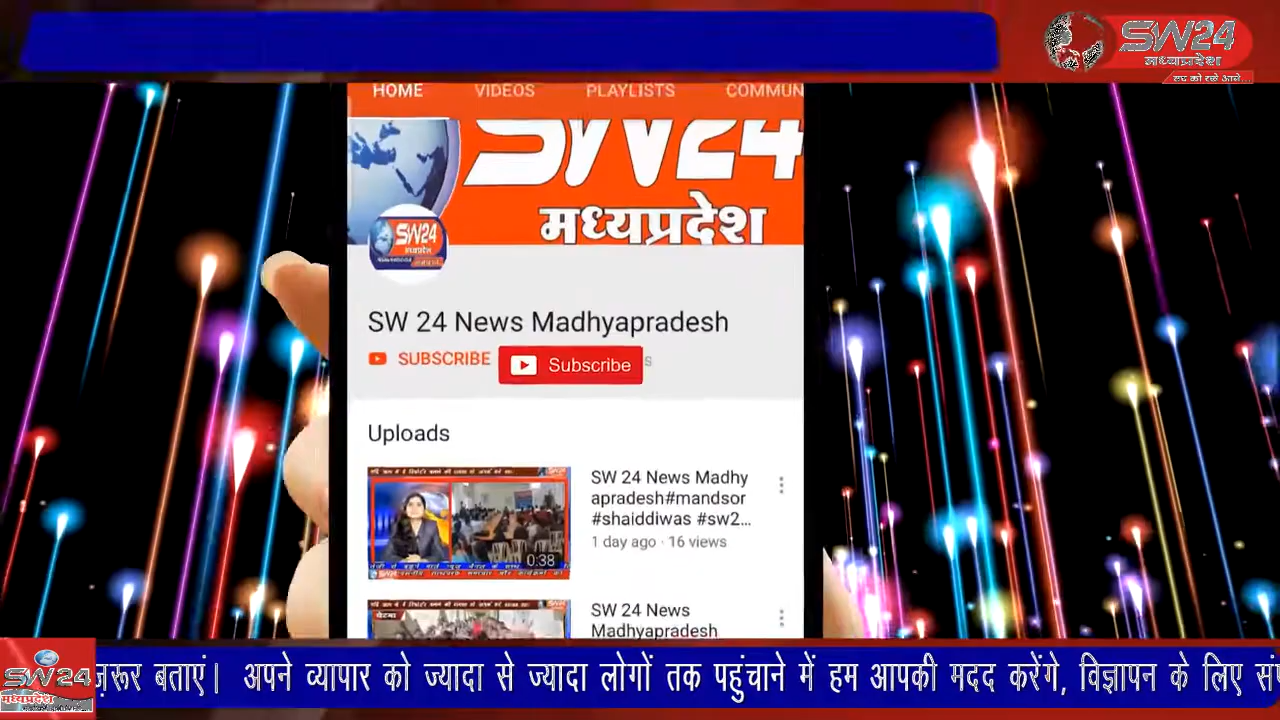 SW24
मध्यप्रदेश
HOME VIDEOS PLAYLISTS COMMUN
SW24
मध्यप्रदेश
SW24
SW 24 News Madhyapradesh
SUBSCRIBE
Subscribe
Uploads
SW 24 News Madhy
apradesh#mandsor
#shaiddiwas #sw2...
1 day ago · 16 views
0:38
SW 24 News
Madhyapradesh
SW24
मध्यप्रदेश
ज़रूर बताएं। अपने व्यापार को ज्यादा से ज्यादा लोगों तक पहुंचाने में हम आपकी मदद करेंगे, विज्ञापन के लिए सं